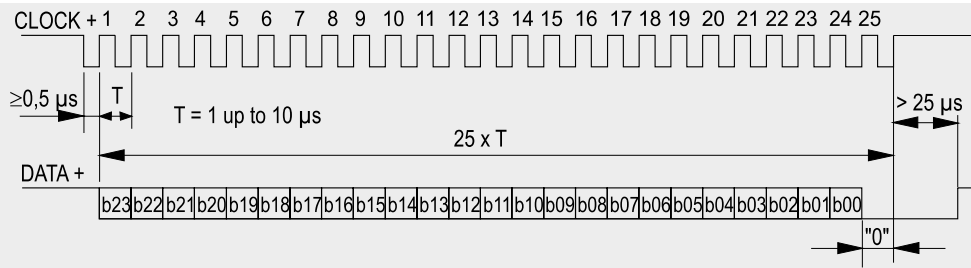 CLOCK + 1 2 3 4 5 6 7 8 9 10 11 12 13 14 15 16 17 18 19 20 21 22 23 24 25
≥0,5 µs T > 25 µs
T = 1 up to 10 µs
25 x T
DATA +
b23 b22 b21 b20 b19 b18 b17 b16 b15 b14 b13 b12 b11 b10 b09 b08 b07 b06 b05 b04 b03 b02 b01 b00
"0"